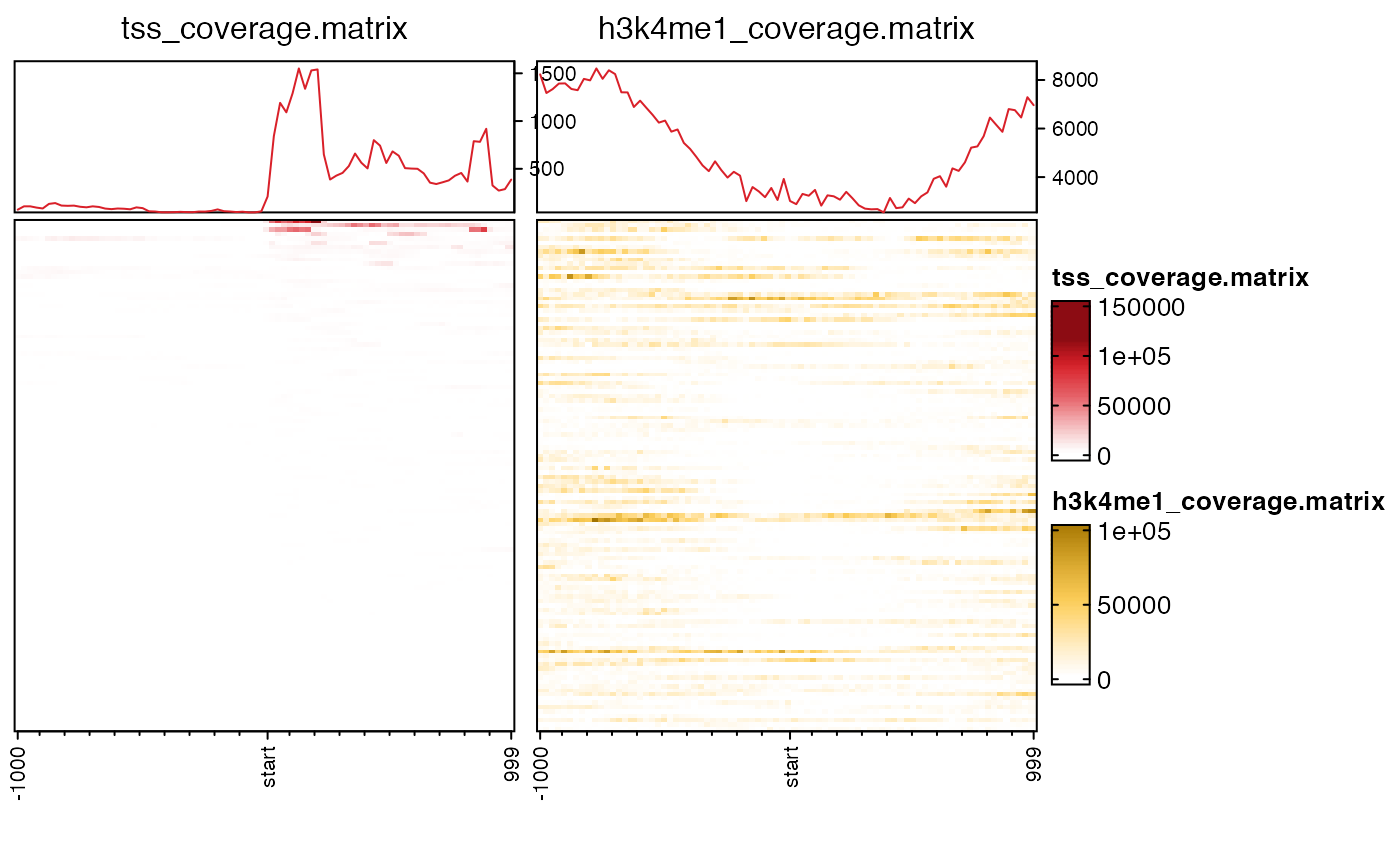 tss_coverage.matrix
h3k4me1_coverage.matrix
1500
1000
500
8000
6000
4000
tss_coverage.matrix
150000
1e+05
50000
0
h3k4me1_coverage.matrix
1e+05
50000
0
-1000
start
999
-1000
start
999